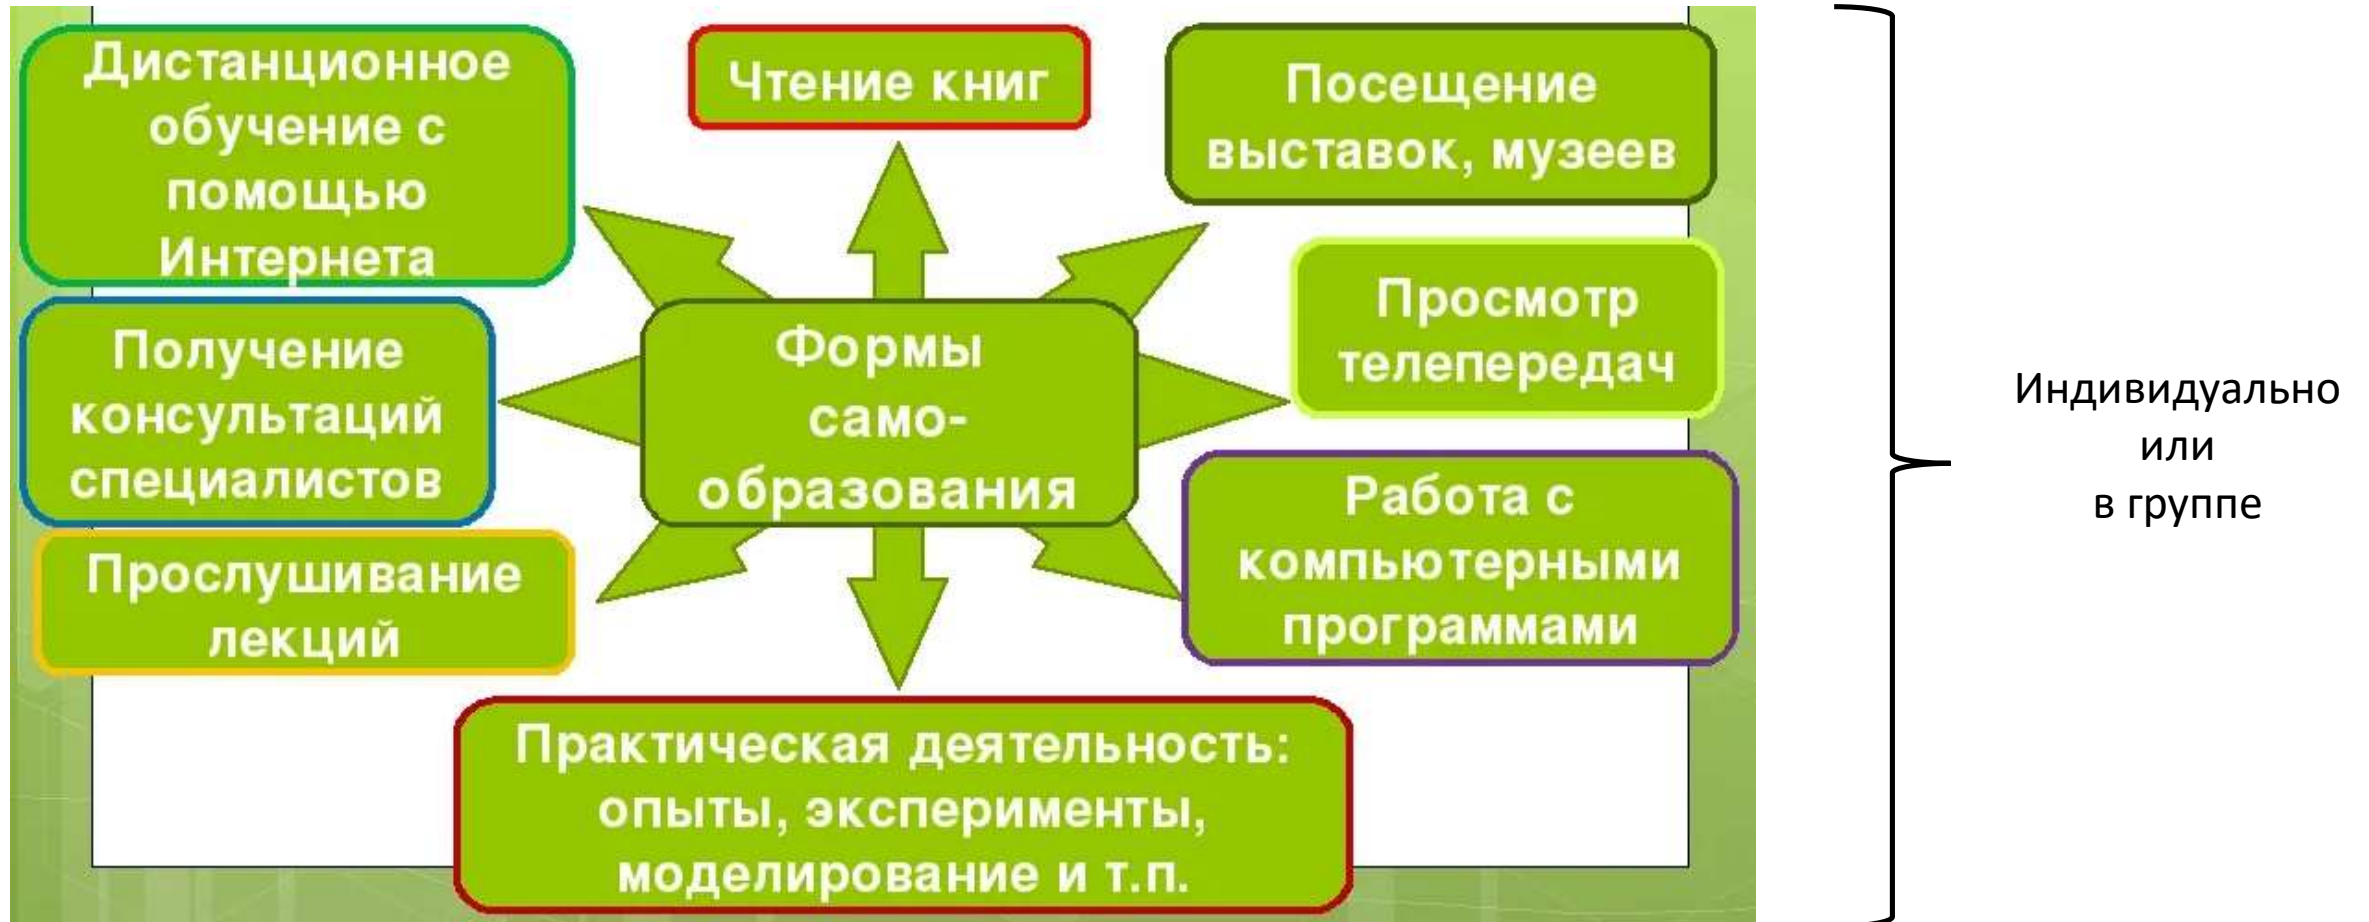 Дистанционное
обучение с
помощью
Интернета
Чтение книг
Посещение
выставок, музеев
Получение
консультаций
специалистов
Формы
само-
образования
Просмотр
телепередач
Прослушивание
лекций
Работа с
компьютерными
программами
Практическая деятельность:
опыты, эксперименты,
моделирование и т.п.
Индивидуально
или
в группе